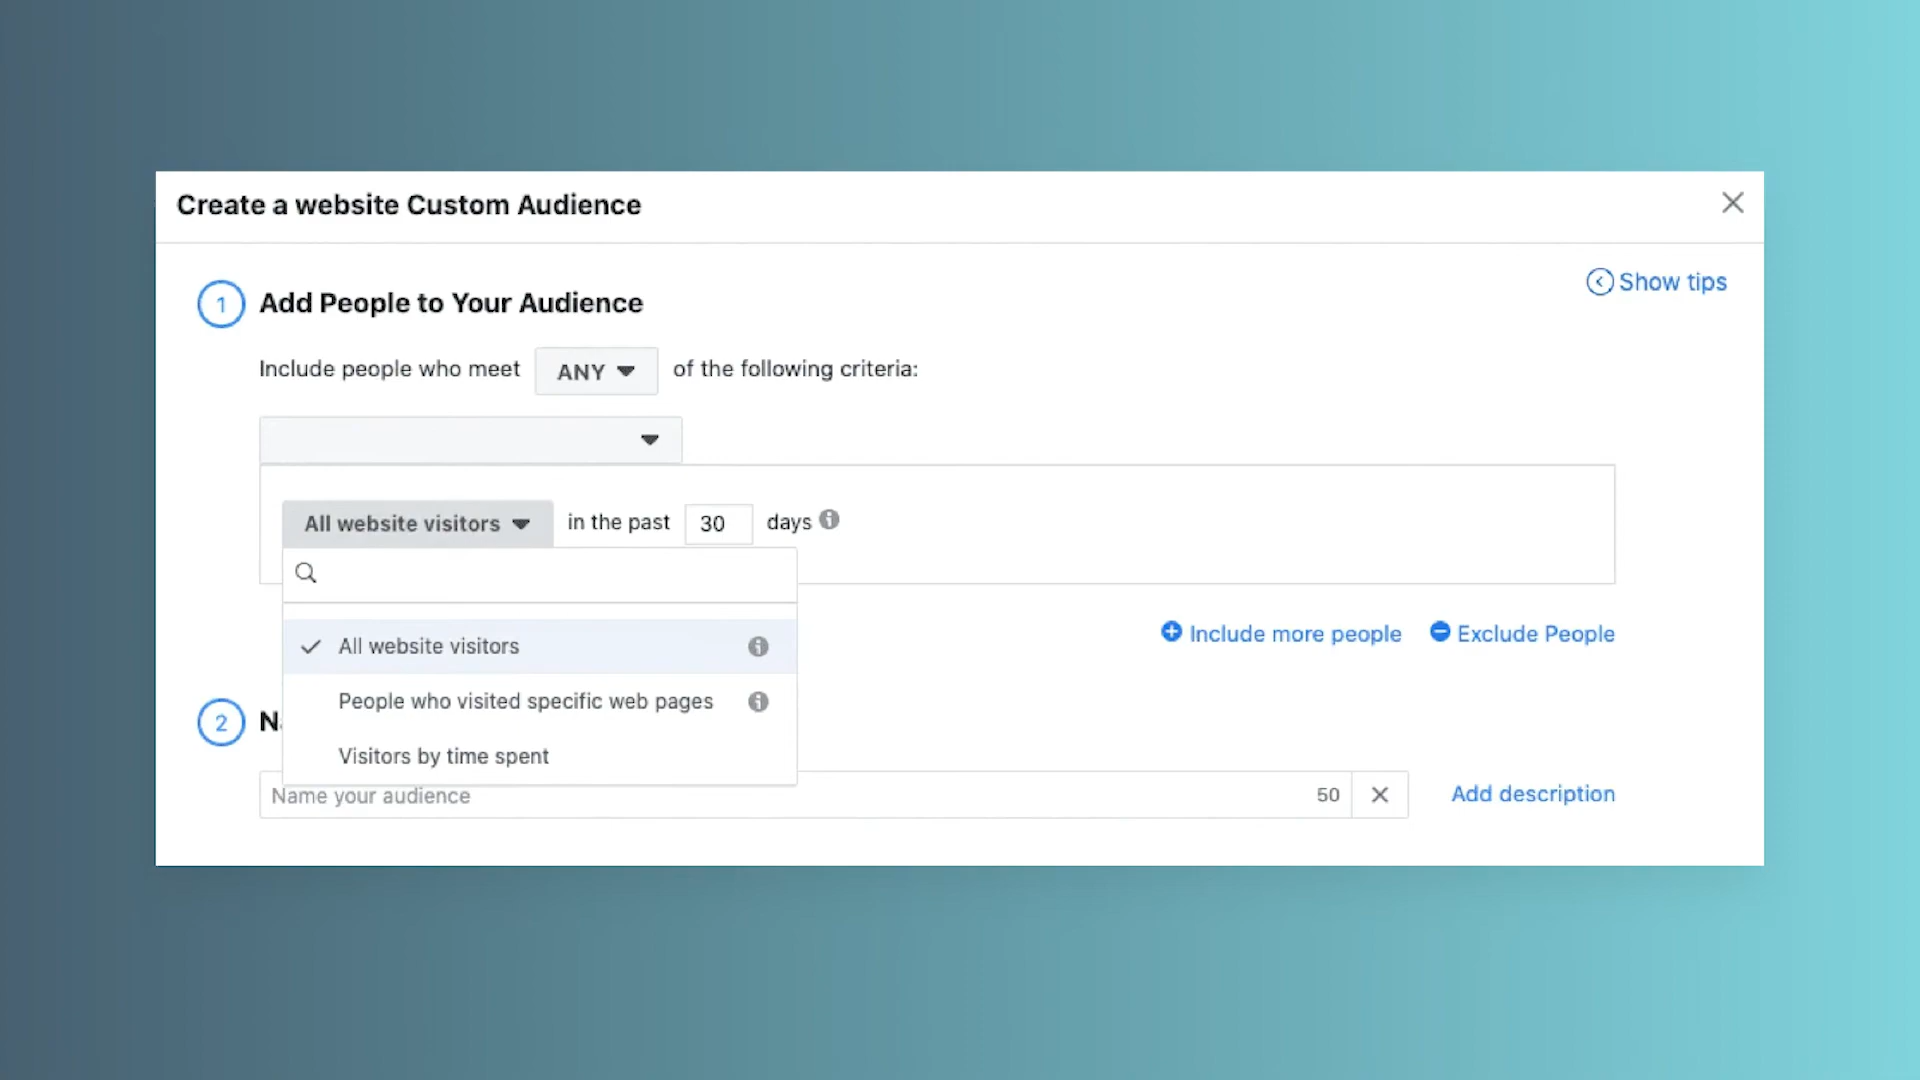 Create a website Custom Audience
Show tips
1 Add People to Your Audience
Include people who meet ANY of the following criteria:
All website visitors in the past 30 days
All website visitors
People who visited specific web pages
Visitors by time spent
Include more people Exclude People
2
Name your audience 50 Add description